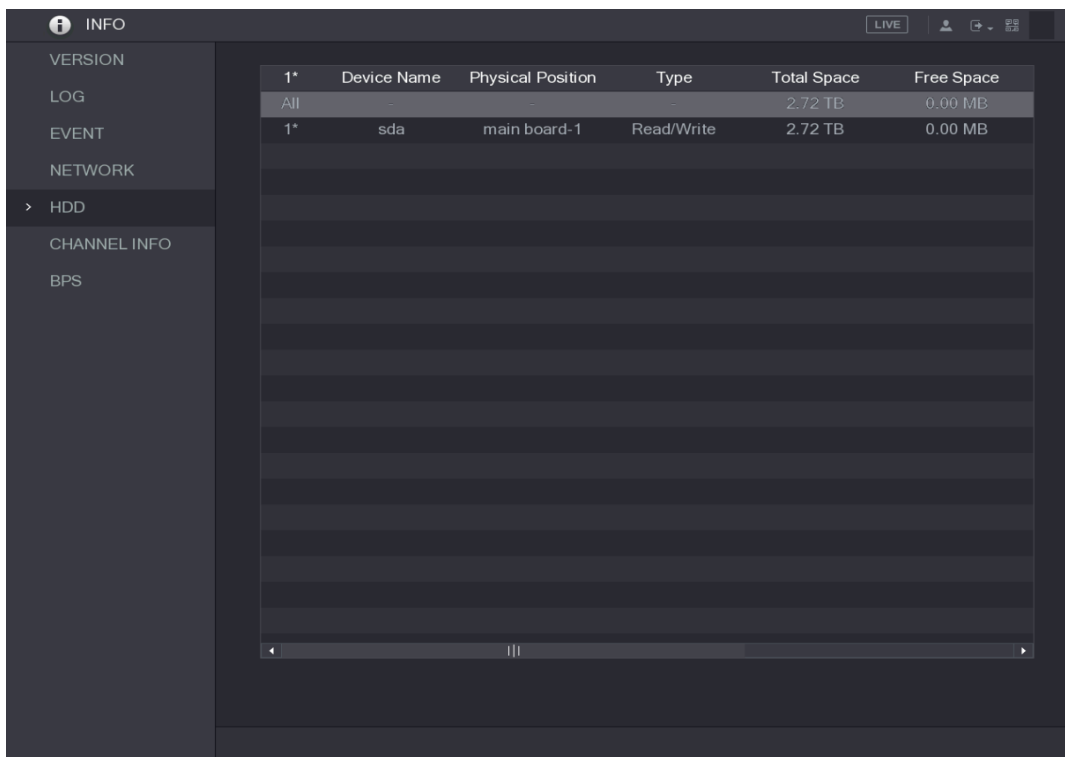 INFO
LIVE
VERSION
LOG
EVENT
NETWORK
> HDD
CHANNEL INFO
BPS
1* Device Name Physical Position Type Total Space Free Space
All - - - 2.72 TB 0.00 MB
1* sda main board-1 Read/Write 2.72 TB 0.00 MB